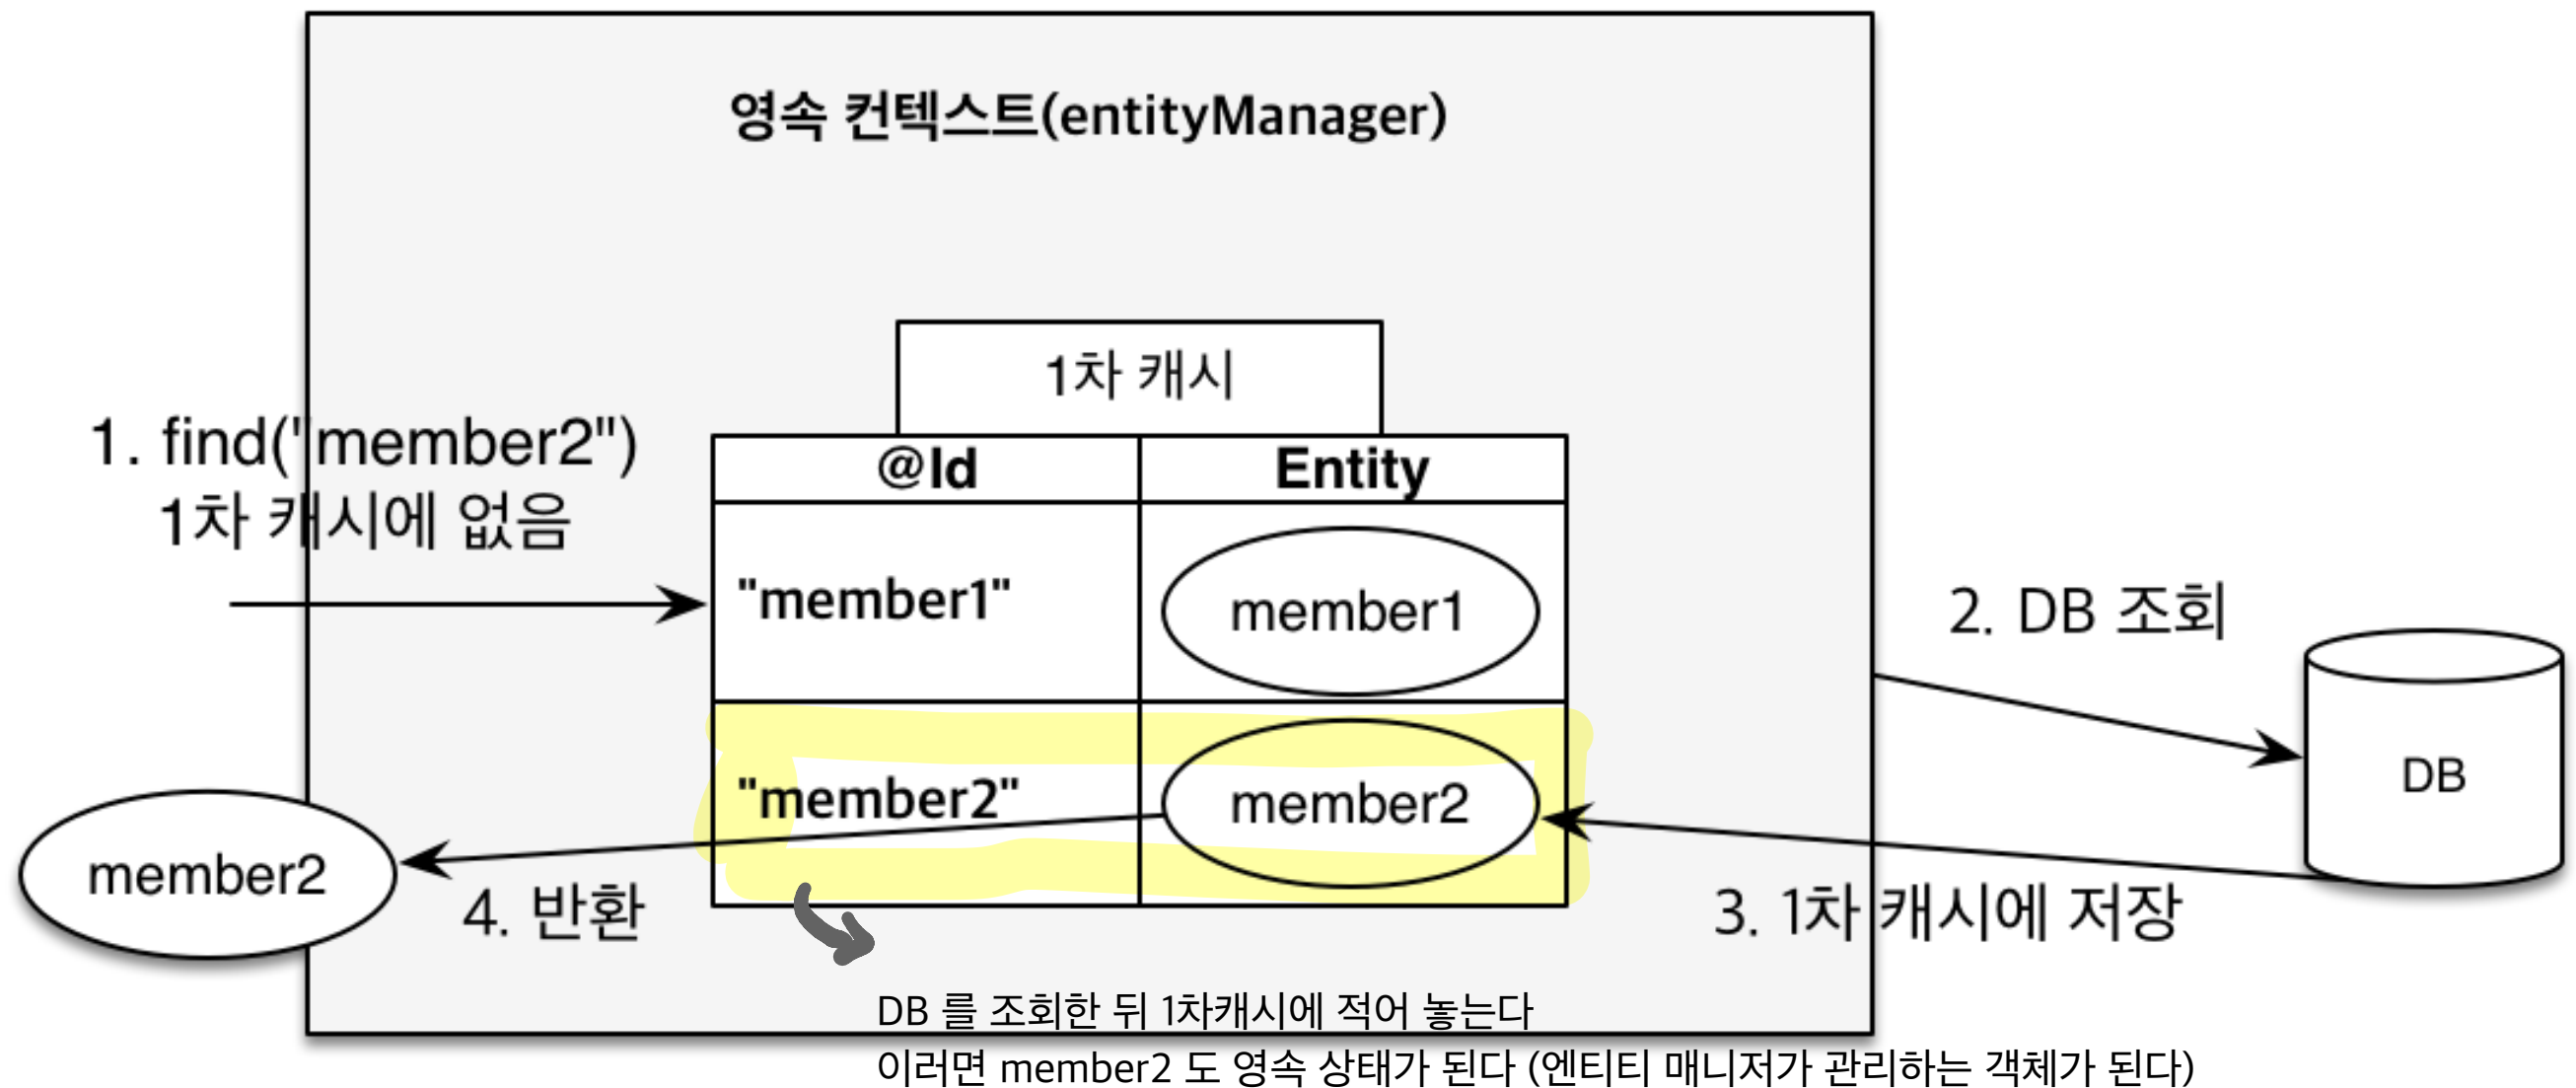 영속 컨텍스트(entityManager)
1차 캐시
1. find("member2")
1차 캐시에 없음
@Id
Entity
"member1"
member1
2. DB 조회
DB
"member2"
member2
member2
4. 반환
3. 1차 캐시에 저장
DB 를 조회한 뒤 1차캐시에 적어 놓는다
이러면 member2 도 영속 상태가 된다 (엔티티 매니저가 관리하는 객체가 된다)